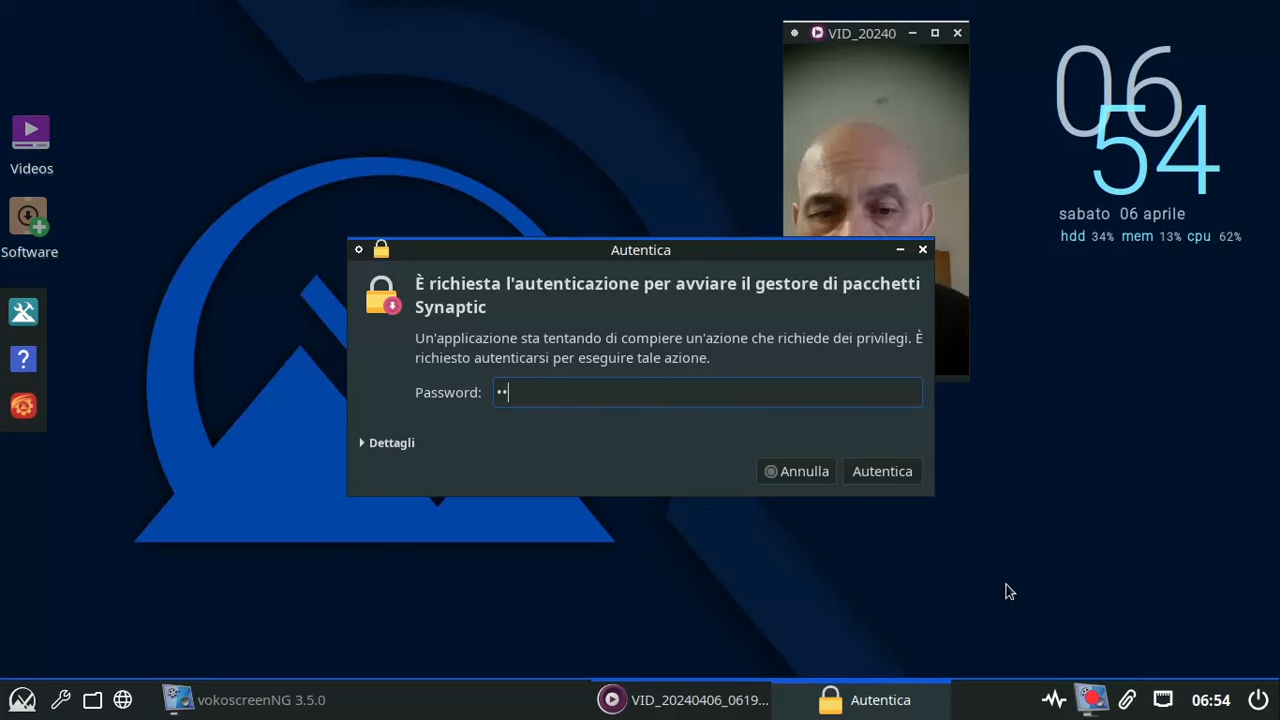 VID_20240
06
54
sabato 06 aprile
hdd 34% mem 13% cpu 62%
Videos
Software
Autentica
È richiesta l'autenticazione per avviare il gestore di pacchetti
Synaptic
Un'applicazione sta tentando di compiere un'azione che richiede dei privilegi. È
richiesto autenticarsi per eseguire tale azione.
Password: ••
Dettagli
Annulla Autentica
vokoscreenNG 3.5.0 VID_20240406_0619... Autentica 06:54